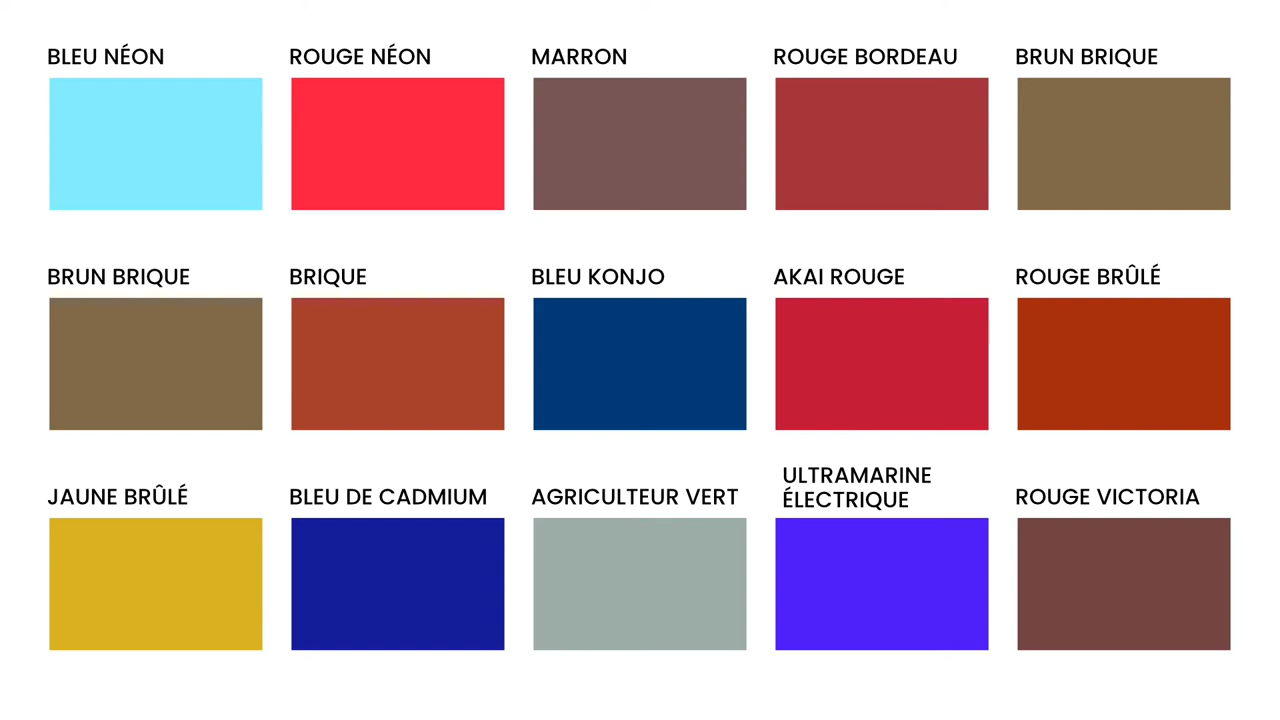 BLEU NÉON
ROUGE NÉON
MARRON
ROUGE BORDEAU
BRUN BRIQUE
BRUN BRIQUE
BRIQUE
BLEU KONJO
AKAI ROUGE
ROUGE BRÛLÉ
JAUNE BRÛLÉ
BLEU DE CADMIUM
AGRICULTEUR VERT
ULTRAMARINE
ÉLECTRIQUE
ROUGE VICTORIA